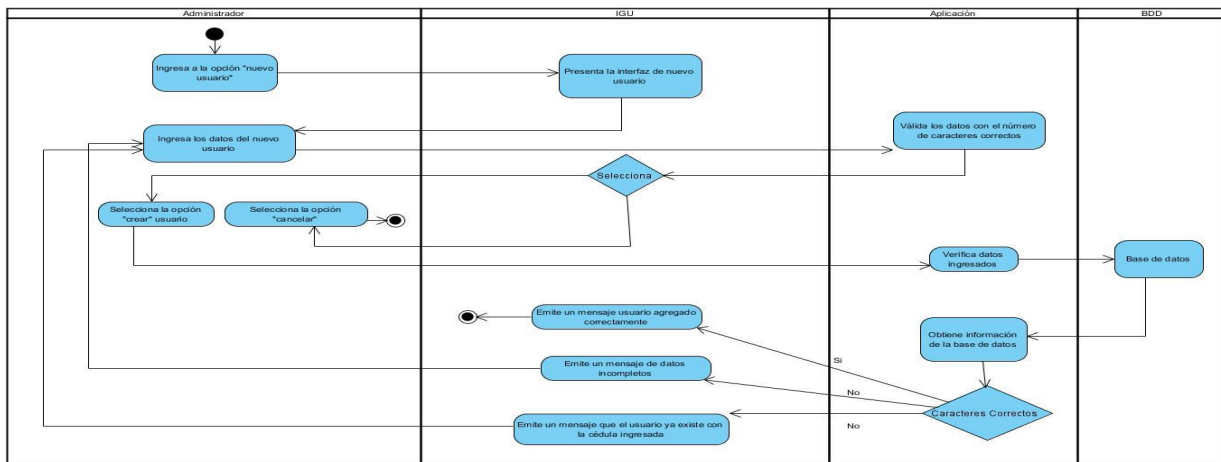 Administrador
IGU
Aplicación
BDD
Ingresa a la opción "nuevo
usuario"
Presenta la interfaz de nuevo
usuario
Ingresa los datos del nuevo
usuario
Válida los datos con el número
de caracteres correctos
Selecciona
Selecciona la opción
"crear" usuario
Selecciona la opción
"cancelar"
Verifica datos
ingresados
Base de datos
Emite un mensaje usuario agregado
correctamente
Obtiene información
de la base de datos
Si
Emite un mensaje de datos
incompletos
No
Caracteres Correctos
Emite un mensaje que el usuario ya existe con
la cédula ingresada
No